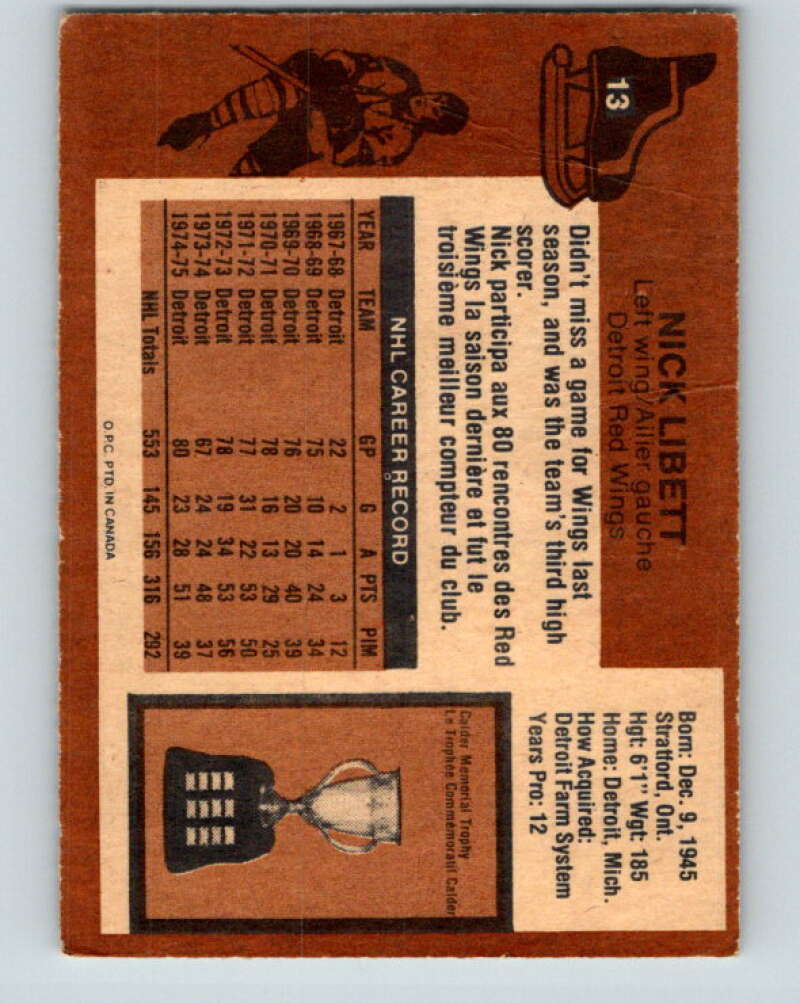 13
NICK LIBETT
Left wing/Ailier gauche
Detroit Red Wings
Born: Dec. 9, 1945
Stratford, Ont.
Hgt: 6'1" Wgt: 185
Home: Detroit, Mich.
How Acquired:
Detroit Farm System
Years Pro: 12
Didn't miss a game for Wings last
season, and was the team's third high
scorer.
Nick participa aux 80 rencontres des Red
Wings la saison dernière et fut le
troisième meilleur compteur du club.
NHL CAREER RECORD
YEAR TEAM GP G A PTS PIM
1967-68 Detroit 22 2 1 3 12
1968-69 Detroit 75 10 14 24 34
1969-70 Detroit 76 20 20 40 39
1970-71 Detroit 78 16 13 29 25
1971-72 Detroit 77 31 22 53 50
1972-73 Detroit 78 19 34 53 56
1973-74 Detroit 67 24 24 48 37
1974-75 Detroit 80 23 28 51 39
NHL Totals 553 145 156 316 292
Calder Memorial Trophy
Le Trophée Commémoratif Calder
O.P.C. PTD. IN CANADA